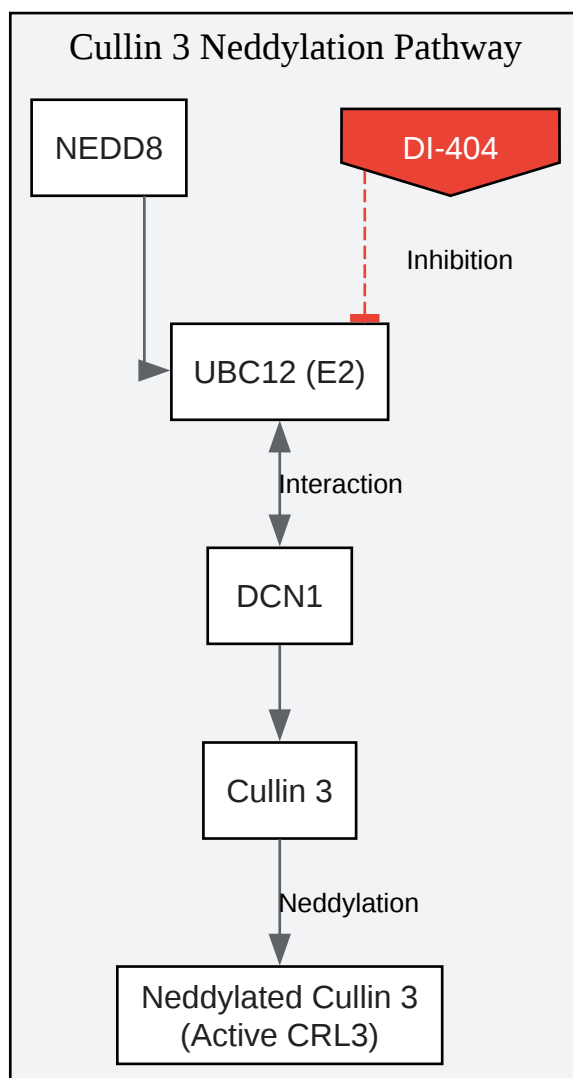 Cullin 3 Neddylation Pathway
NEDD8
DI-404
Inhibition
UBC12 (E2)
Interaction
DCN1
Cullin 3
Neddylation
Neddylated Cullin 3
(Active CRL3)